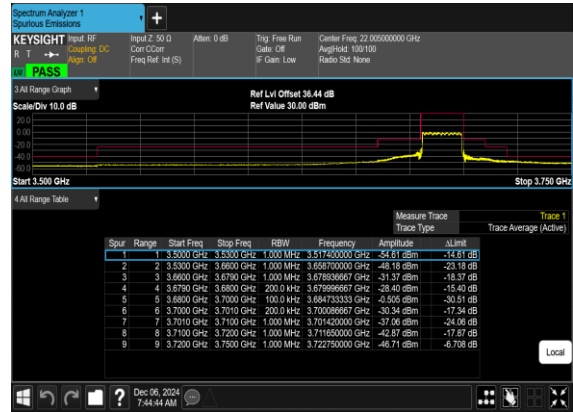 Spectrum Analyzer 1
Spurious Emissions
KEYSIGHT Input: RF Input Z: 50 Ω Atten: 0 dB Trig: Free Run Center Freq: 22.005000000 GHz
R T Coupling: DC Corr CCorr Gate: Off Avg|Hold: 100/100
Align: Off Freq Ref: Int (S) IF Gain: Low Radio Std: None
LXI PASS
3 All Range Graph
Ref Lvl Offset 36.44 dB
Scale/Div 10.0 dB Ref Value 30.00 dBm
20.0
0.00
-20.0
-40.0
-60.0
Start 3.500 GHz Stop 3.750 GHz
4 All Range Table
Measure Trace Trace 1
Trace Type Trace Average (Active)
Spur Range Start Freq Stop Freq RBW Frequency Amplitude ΔLimit
1 1 3.5000 GHz 3.5300 GHz 1.000 MHz 3.517400000 GHz -54.61 dBm -14.61 dB
2 2 3.5300 GHz 3.6600 GHz 1.000 MHz 3.658700000 GHz -48.18 dBm -23.18 dB
3 3 3.6600 GHz 3.6790 GHz 1.000 MHz 3.678936667 GHz -31.37 dBm -18.37 dB
4 4 3.6790 GHz 3.6800 GHz 200.0 kHz 3.679996667 GHz -28.40 dBm -15.40 dB
5 5 3.6800 GHz 3.7000 GHz 100.0 kHz 3.684733333 GHz -0.505 dBm -30.51 dB
6 6 3.7000 GHz 3.7010 GHz 200.0 kHz 3.700086667 GHz -30.34 dBm -17.34 dB
7 7 3.7010 GHz 3.7100 GHz 1.000 MHz 3.701420000 GHz -37.06 dBm -24.06 dB
8 8 3.7100 GHz 3.7200 GHz 1.000 MHz 3.711650000 GHz -42.87 dBm -17.87 dB
9 9 3.7200 GHz 3.7500 GHz 1.000 MHz 3.722750000 GHz -46.71 dBm -6.708 dB
Local
Dec 06, 2024
7:44:44 AM